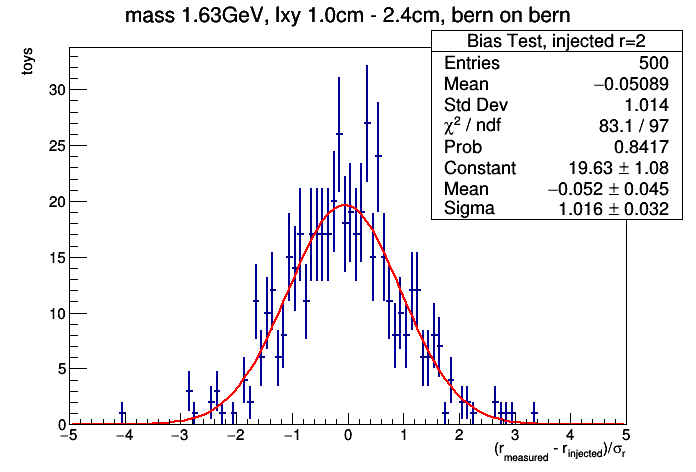 mass 1.63GeV, lxy 1.0cm - 2.4cm, bern on bern
Bias Test, injected r=2
Entries 500
Mean −0.05089
Std Dev 1.014
χ² / ndf 83.1 / 97
Prob 0.8417
Constant 19.63 ± 1.08
Mean −0.052 ± 0.045
Sigma 1.016 ± 0.032
toys
30
25
20
15
10
5
0
−5 −4 −3 −2 −1 0 1 2 3 4 5
(r_measured - r_injected)/σ_r